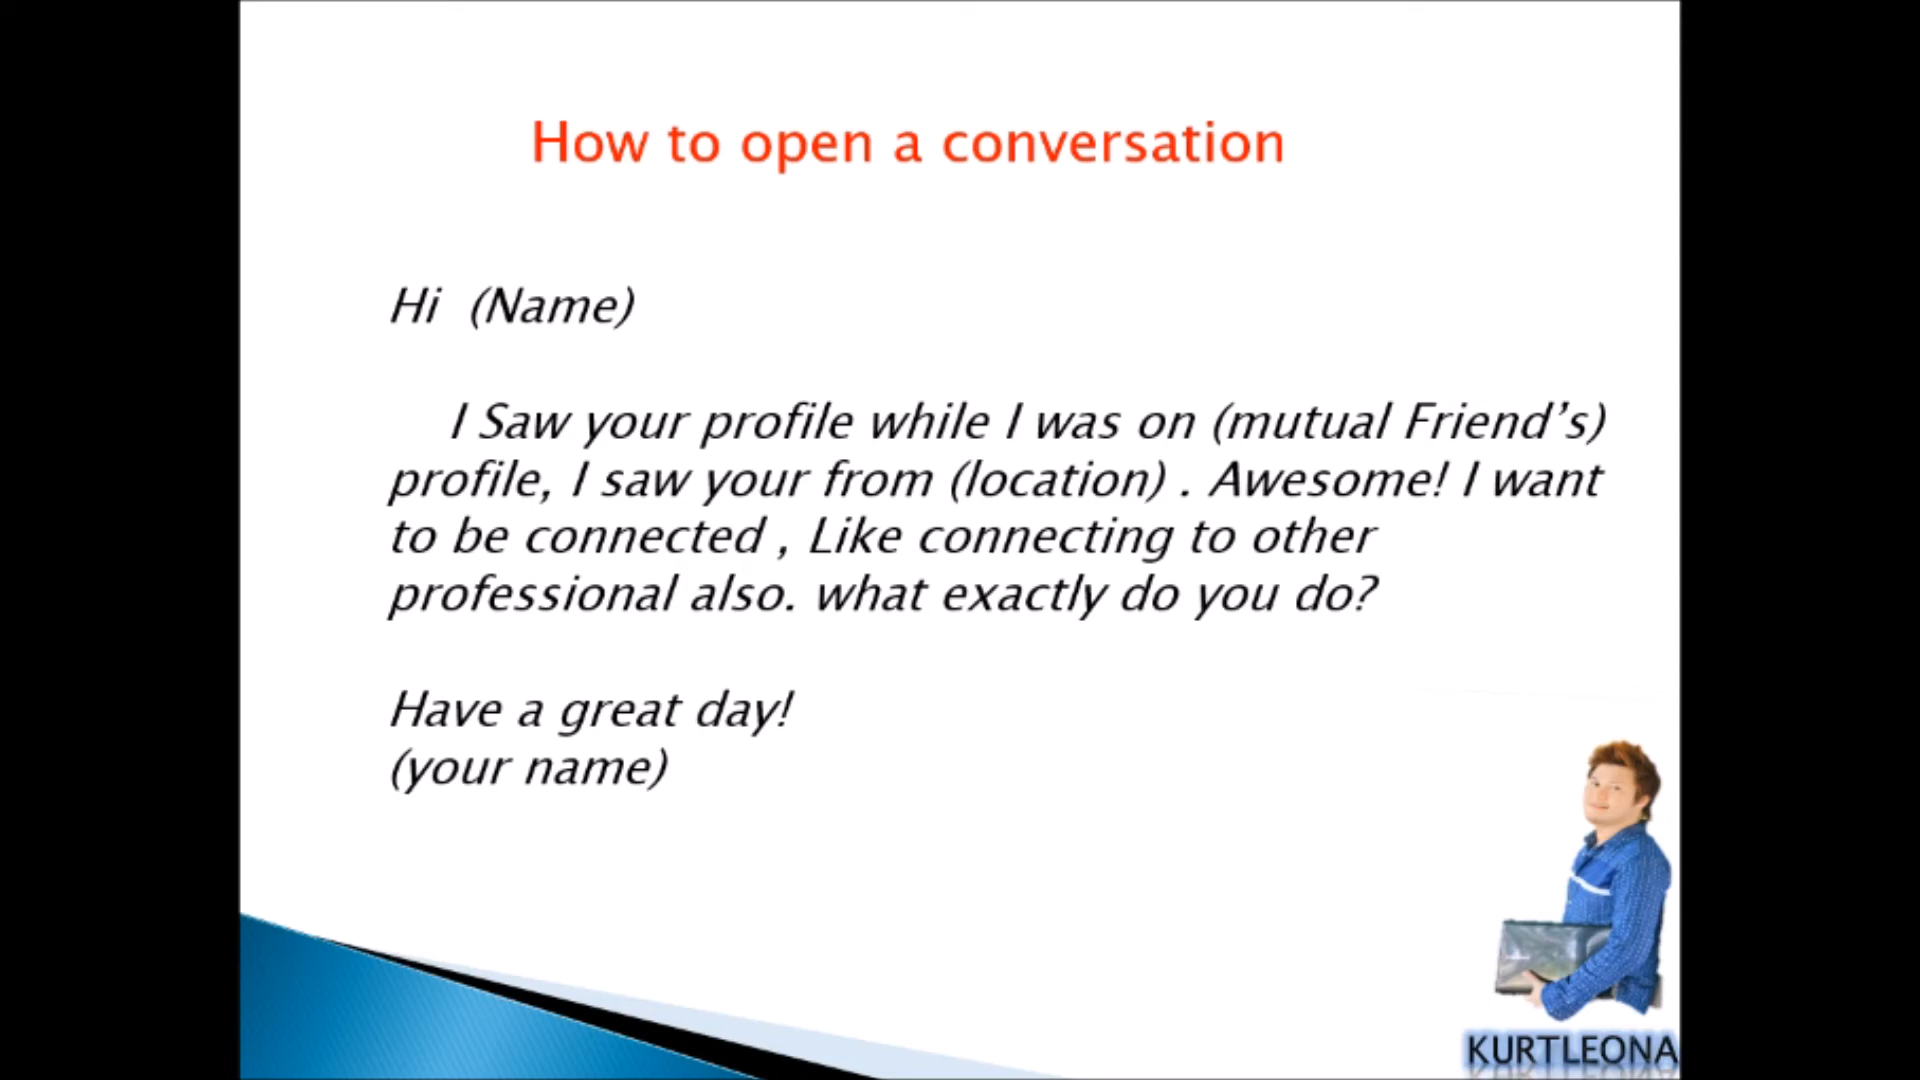 How to open a conversation
Hi (Name)
I Saw your profile while I was on (mutual Friend’s)
profile, I saw your from (location) . Awesome! I want
to be connected , Like connecting to other
professional also. what exactly do you do?
Have a great day!
(your name)
KURTLEONA